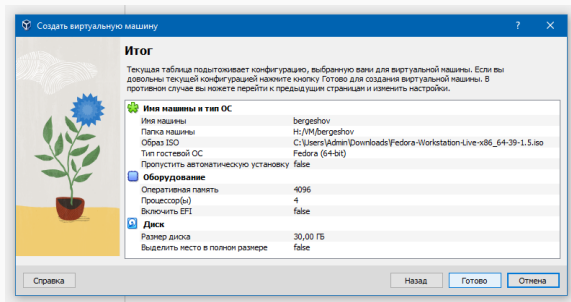 Создать виртуальную машину
?
Итог
Текущая таблица подытоживает конфигурацию, выбранную вами для виртуальной машины. Если вы
довольны текущей конфигурацией нажмите кнопку Готово для создания виртуальной машины. В
противном случае вы можете перейти к предыдущим страницам и изменить настройки.
Имя машины и тип ОС
Имя машины bergeshov
Папка машины H:/VM/bergeshov
Образ ISO C:\Users\Admin\Downloads\Fedora-Workstation-Live-x86_64-39-1.5.iso
Тип гостевой ОС Fedora (64-bit)
Пропустить автоматическую установку false
Оборудование
Оперативная память 4096
Процессор(ы) 4
Включить EFI false
Диск
Размер диска 30,00 ГБ
Выделить место в полном размере false
Справка Назад Готово Отмена